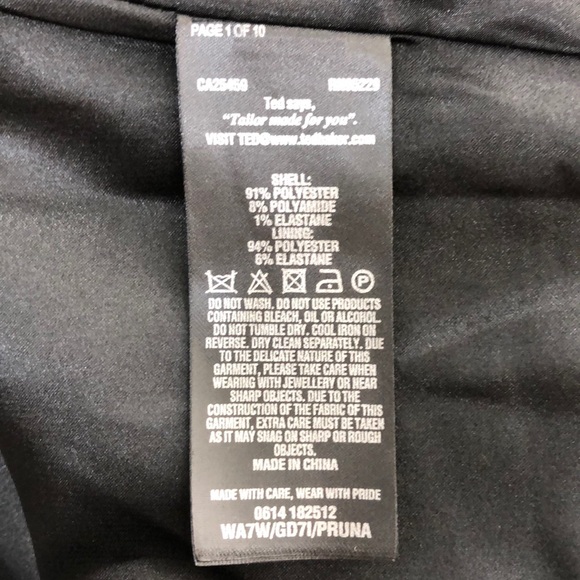 PAGE 1 OF 10
CA25450
Ted says,
"Tailor made for you".
VISIT TED@www.tedbaker.com
SHELL:
91% POLYESTER
8% POLYAMIDE
1% ELASTANE
LINING:
94% POLYESTER
6% ELASTANE
P
DO NOT WASH. DO NOT USE PRODUCTS
CONTAINING BLEACH, OIL OR ALCOHOL.
DO NOT TUMBLE DRY. COOL IRON ON
REVERSE. DRY CLEAN SEPARATELY. DUE
TO THE DELICATE NATURE OF THIS
GARMENT, PLEASE TAKE CARE WHEN
WEARING WITH JEWELLERY OR NEAR
SHARP OBJECTS. DUE TO THE
CONSTRUCTION OF THE FABRIC OF THIS
GARMENT, EXTRA CARE MUST BE TAKEN
AS IT MAY SNAG ON SHARP OR ROUGH
OBJECTS.
MADE IN CHINA
MADE WITH CARE, WEAR WITH PRIDE
0614 182512
WA7W/GD7I/PRUNA